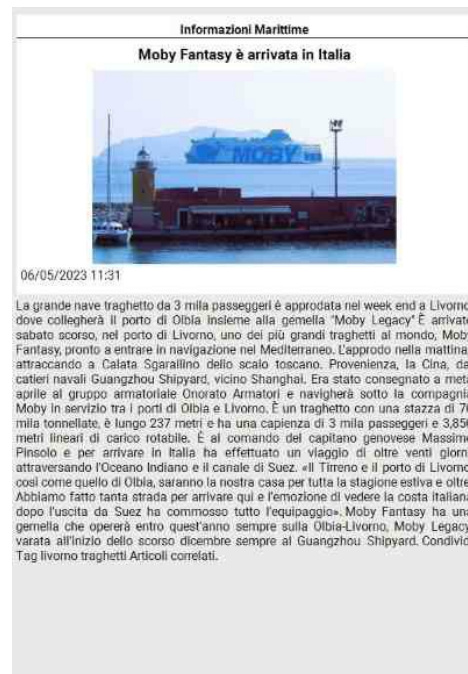 Informazioni Marittime
Moby Fantasy è arrivata in Italia
MOBY
06/05/2023 11:31
La grande nave traghetto da 3 mila passeggeri è approdata nel week end a Livorno
dove collegherà il porto di Olbia insieme alla gemella "Moby Legacy" È arrivata
sabato scorso, nel porto di Livorno, uno dei più grandi traghetti al mondo, Moby
Fantasy, pronto a entrare in navigazione nel Mediterraneo. L'approdo nella mattina,
attraccando a Calata Sgarallino dello scalo toscano. Provenienza, la Cina, dai
catieri navali Guangzhou Shipyard, vicino Shanghai. Era stato consegnato a metà
aprile al gruppo armatoriale Onorato Armatori e navigherà sotto la compagnia
Moby in servizio tra i porti di Olbia e Livorno. È un traghetto con una stazza di 70
mila tonnellate, è lungo 237 metri e ha una capienza di 3 mila passeggeri e 3,850
metri lineari di carico rotabile. È al comando del capitano genovese Massimo
Pinsolo e per arrivare in Italia ha effettuato un viaggio di oltre venti giorni
attraversando l'Oceano Indiano e il canale di Suez. «Il Tirreno e il porto di Livorno,
così come quello di Olbia, saranno la nostra casa per tutta la stagione estiva e oltre.
Abbiamo fatto tanta strada per arrivare qui e l'emozione di vedere la costa italiana
dopo l'uscita da Suez ha commosso tutto l'equipaggio». Moby Fantasy ha una
gemella che opererà entro quest'anno sempre sulla Olbia-Livorno, Moby Legacy,
varata all'inizio dello scorso dicembre sempre al Guangzhou Shipyard. Condivid
Tag livorno traghetti Articoli correlati.